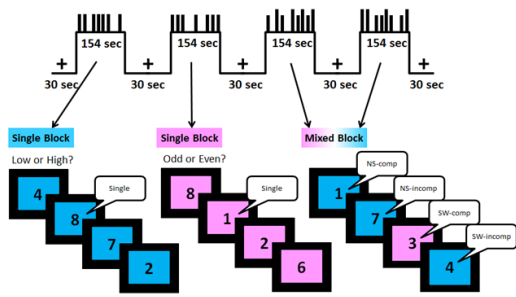 154 sec
154 sec
154 sec
154 sec
+
+
+
+
+
30 sec
30 sec
30 sec
30 sec
30 sec
Single Block
Single Block
Mixed Block
Low or High?
Odd or Even?
4
8
7
2
Single
8
1
2
6
Single
1
7
3
4
NS-comp
NS-incomp
SW-comp
SW-incomp